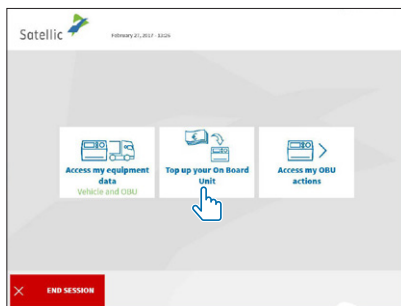 Satellic
February 21, 2017 - 13:26
Access my equipment
data
Vehicle and OBU
Top up your On Board
Unit
Access my OBU
actions
END SESSION